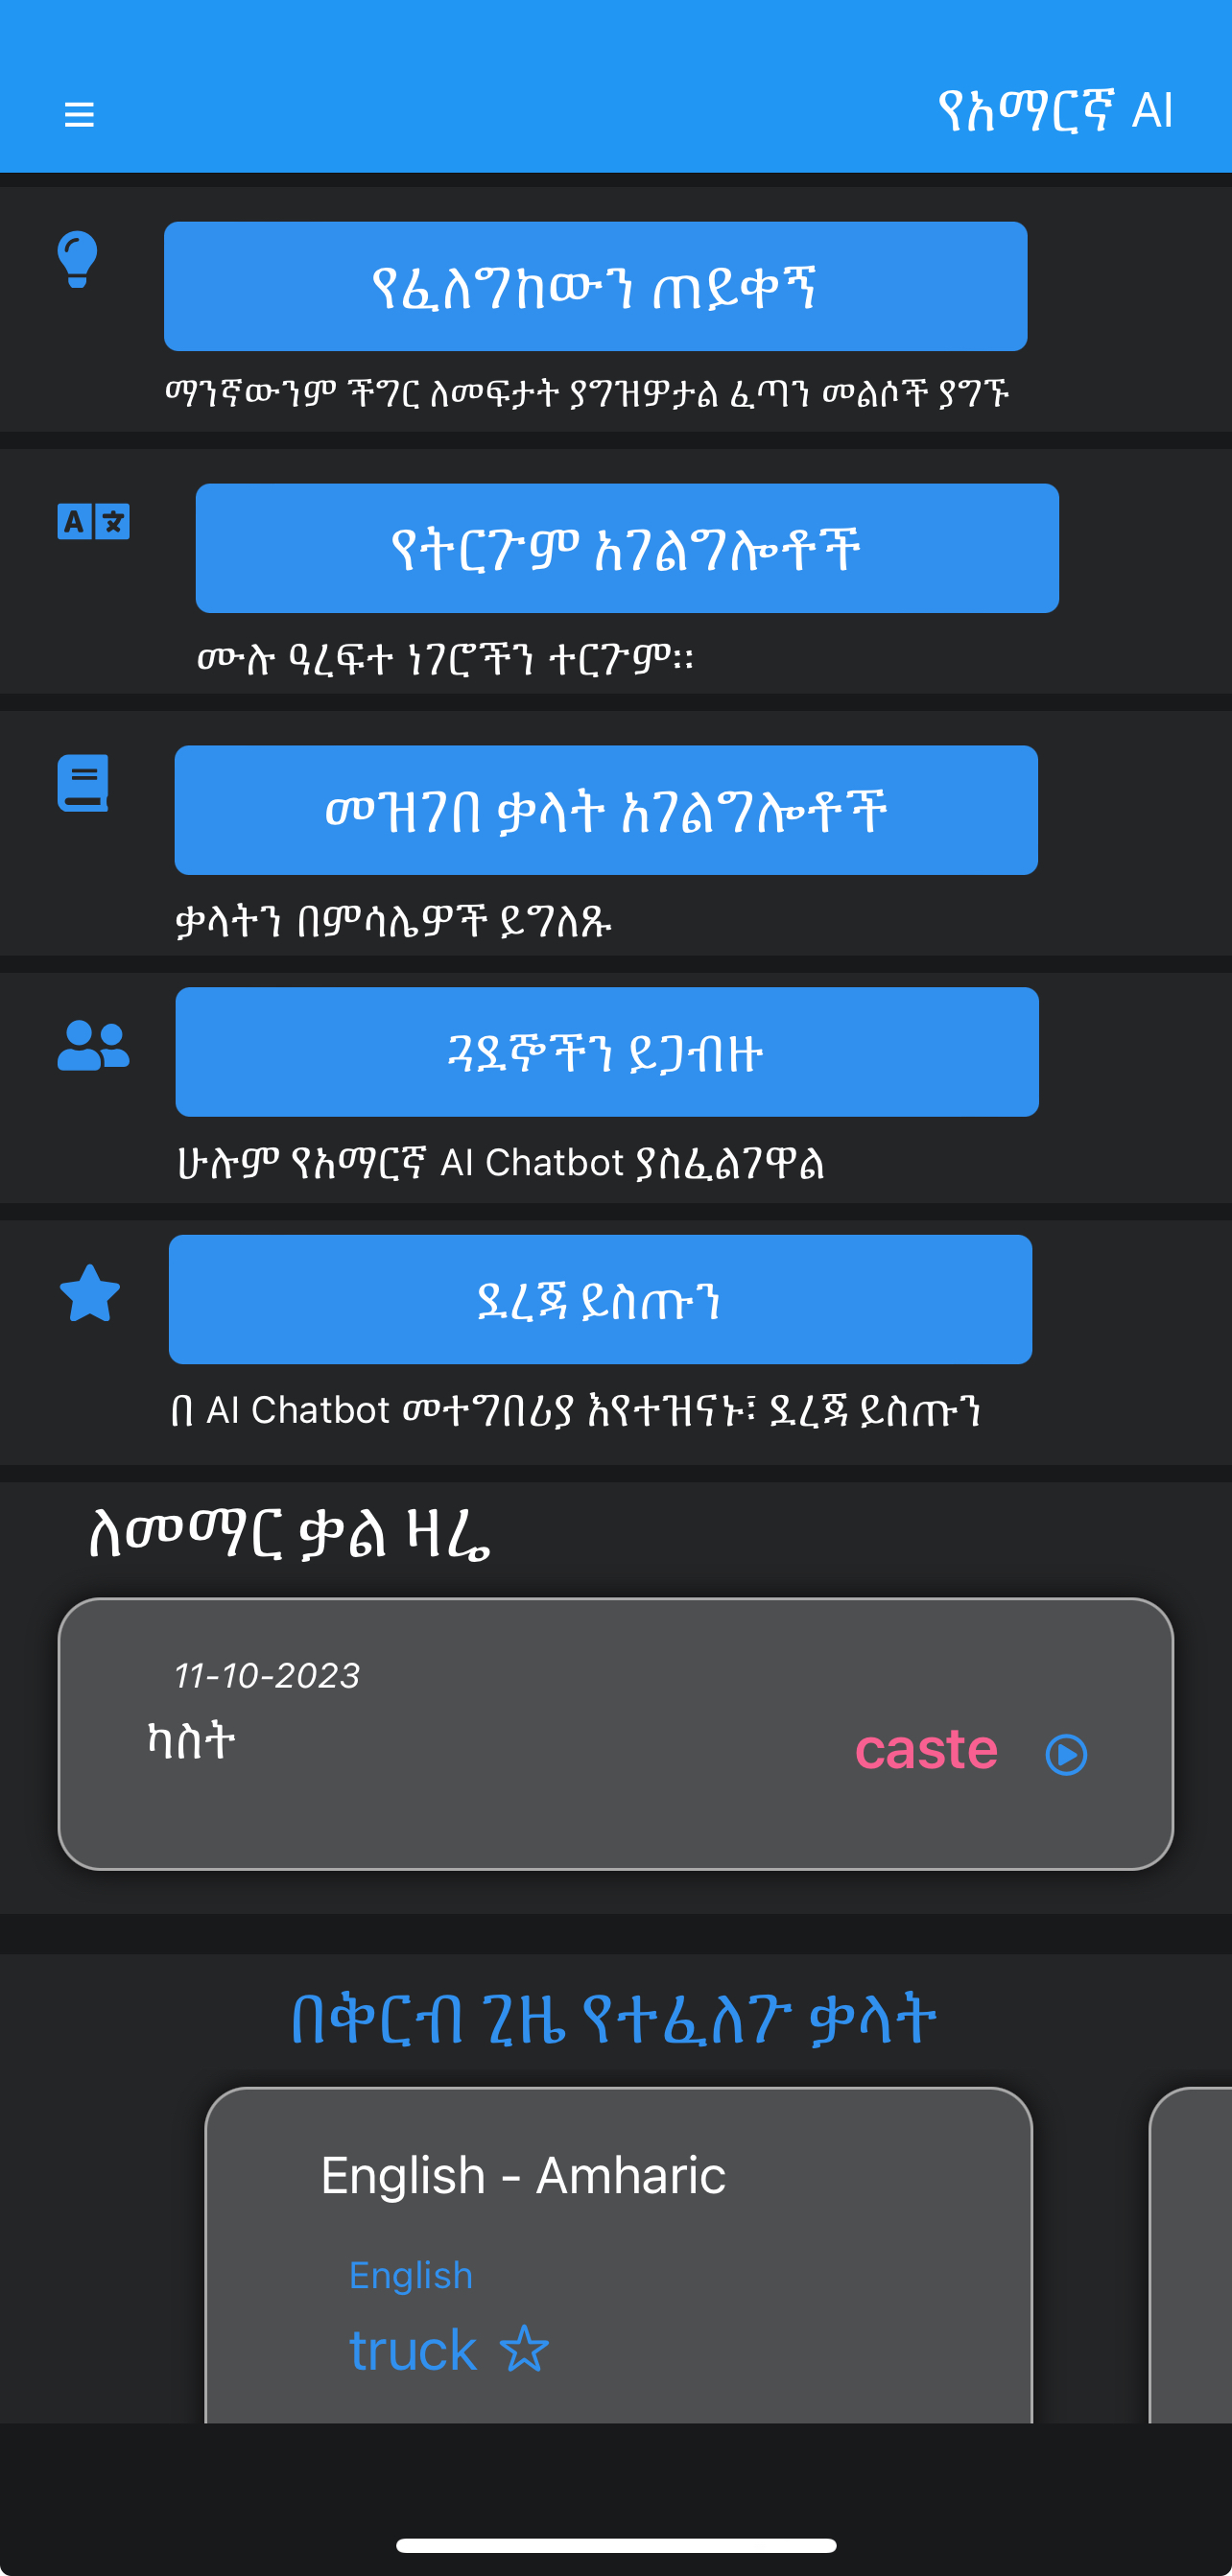 የአማርኛ AI
የፈለግከውን ጠይቀኝ
ማንኛውንም ችግር ለመፍታት ያግዝዎታል ፈጣን መልሶች ያግኙ
የትርጉም አገልግሎቶች
ሙሉ ዓረፍተ ነገሮችን ተርጉም።
መዝገበ ቃላት አገልግሎቶች
ቃላትን በምሳሌዎች ይግለጹ
ጓደኞችን ይጋብዙ
ሁሉም የአማርኛ AI Chatbot ያስፈልገዋል
ደረጃ ይስጡን
በ AI Chatbot መተግበሪያ እየተዝናኑ፣ ደረጃ ይስጡን
ለመማር ቃል ዛሬ
11-10-2023
ካስት caste
በቅርብ ጊዜ የተፈለጉ ቃላት
English - Amharic
English
truck